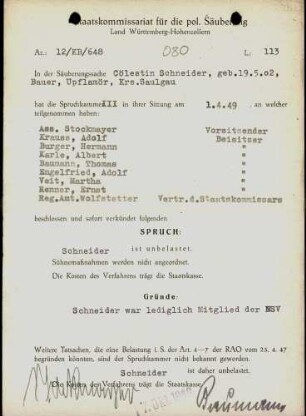 Staatskommissariat für die pol. Säuberung
Land Württemberg-Hohenzollern
Az.: 12/KB/648 080 L 113
In der Säuberungssache Cölestin Schneider, geb.19.5.02,
Bauer, Upflamör, Krs.Saulgau
hat die Spruchkammer XII in ihrer Sitzung am 1.4.49 , an welcher
teilgenommen haben:
Ass. Stockmayer Vorsitzender
Krause, Adolf Beisitzer
Burger, Hermann "
Karle, Albert "
Baumann, Thomas "
Engelfried, Adolf "
Veit, Martha "
Henner, Ernst "
Reg.Amt.Wolfstetter Vertr.d.Staatskommissars
beschlossen und sofort verkündet folgenden
SPRUCH:
Schneider ist unbelastet.
Sühnemaßnahmen werden nicht angeordnet.
Die Kosten des Verfahrens trägt die Staatskasse.
Gründe:
Schneider war lediglich Mitglied der NSV
Weitere Tatsachen, die eine Belastung i. S. der Art. 4—7 der RAO vom 25. 4. 47
begründen könnten, sind der Spruchkammer nicht bekannt geworden.
Schneider ist daher unbelastet.
Die Kosten des Verfahrens trägt die Staatskasse.
Baumann